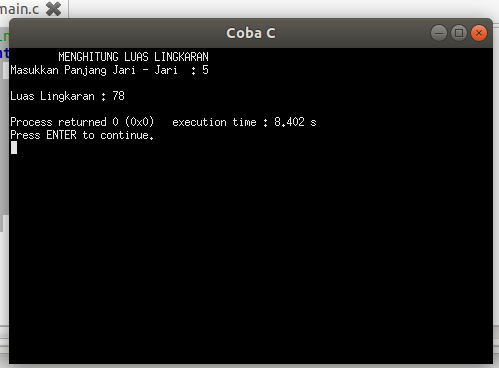 main.c
Coba C
MENGHITUNG LUAS LINGKARAN
Masukkan Panjang Jari - Jari : 5
Luas Lingkaran : 78
Process returned 0 (0x0) execution time : 8.402 s
Press ENTER to continue.